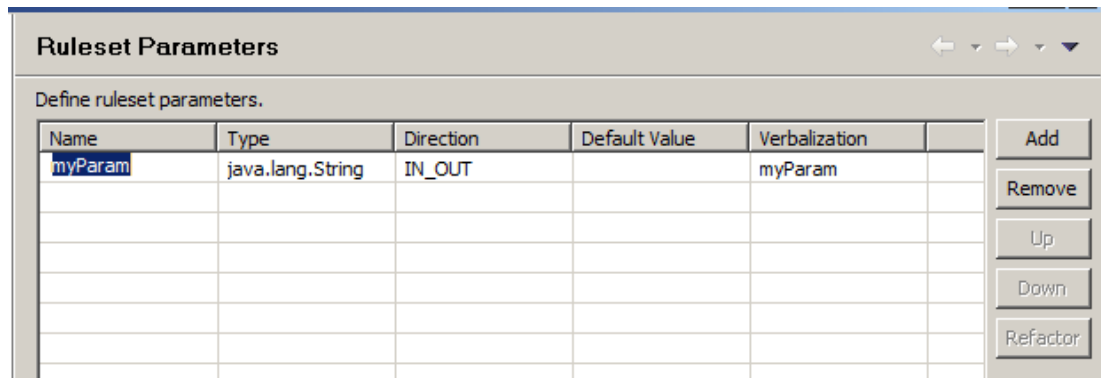 Ruleset Parameters
Define ruleset parameters.
Name Type Direction Default Value Verbalization Add
myParam java.lang.String IN_OUT myParam
Remove
Up
Down
Refactor